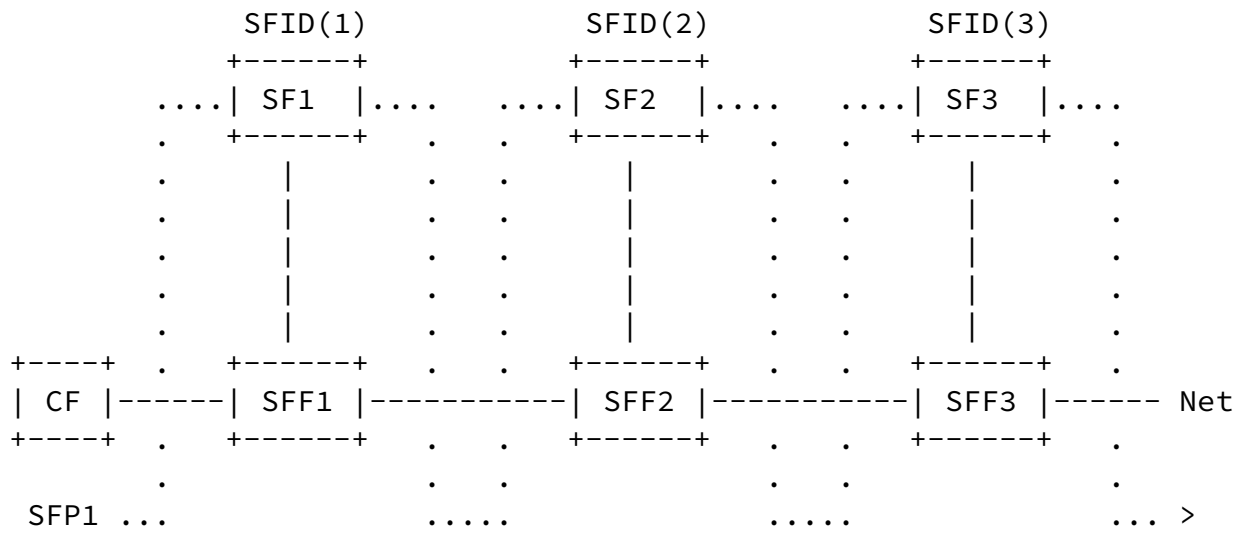 SFID(1) SFID(2) SFID(3)
SF1 SF2 SF3
CF SFF1 SFF2 SFF3 Net
SFP1